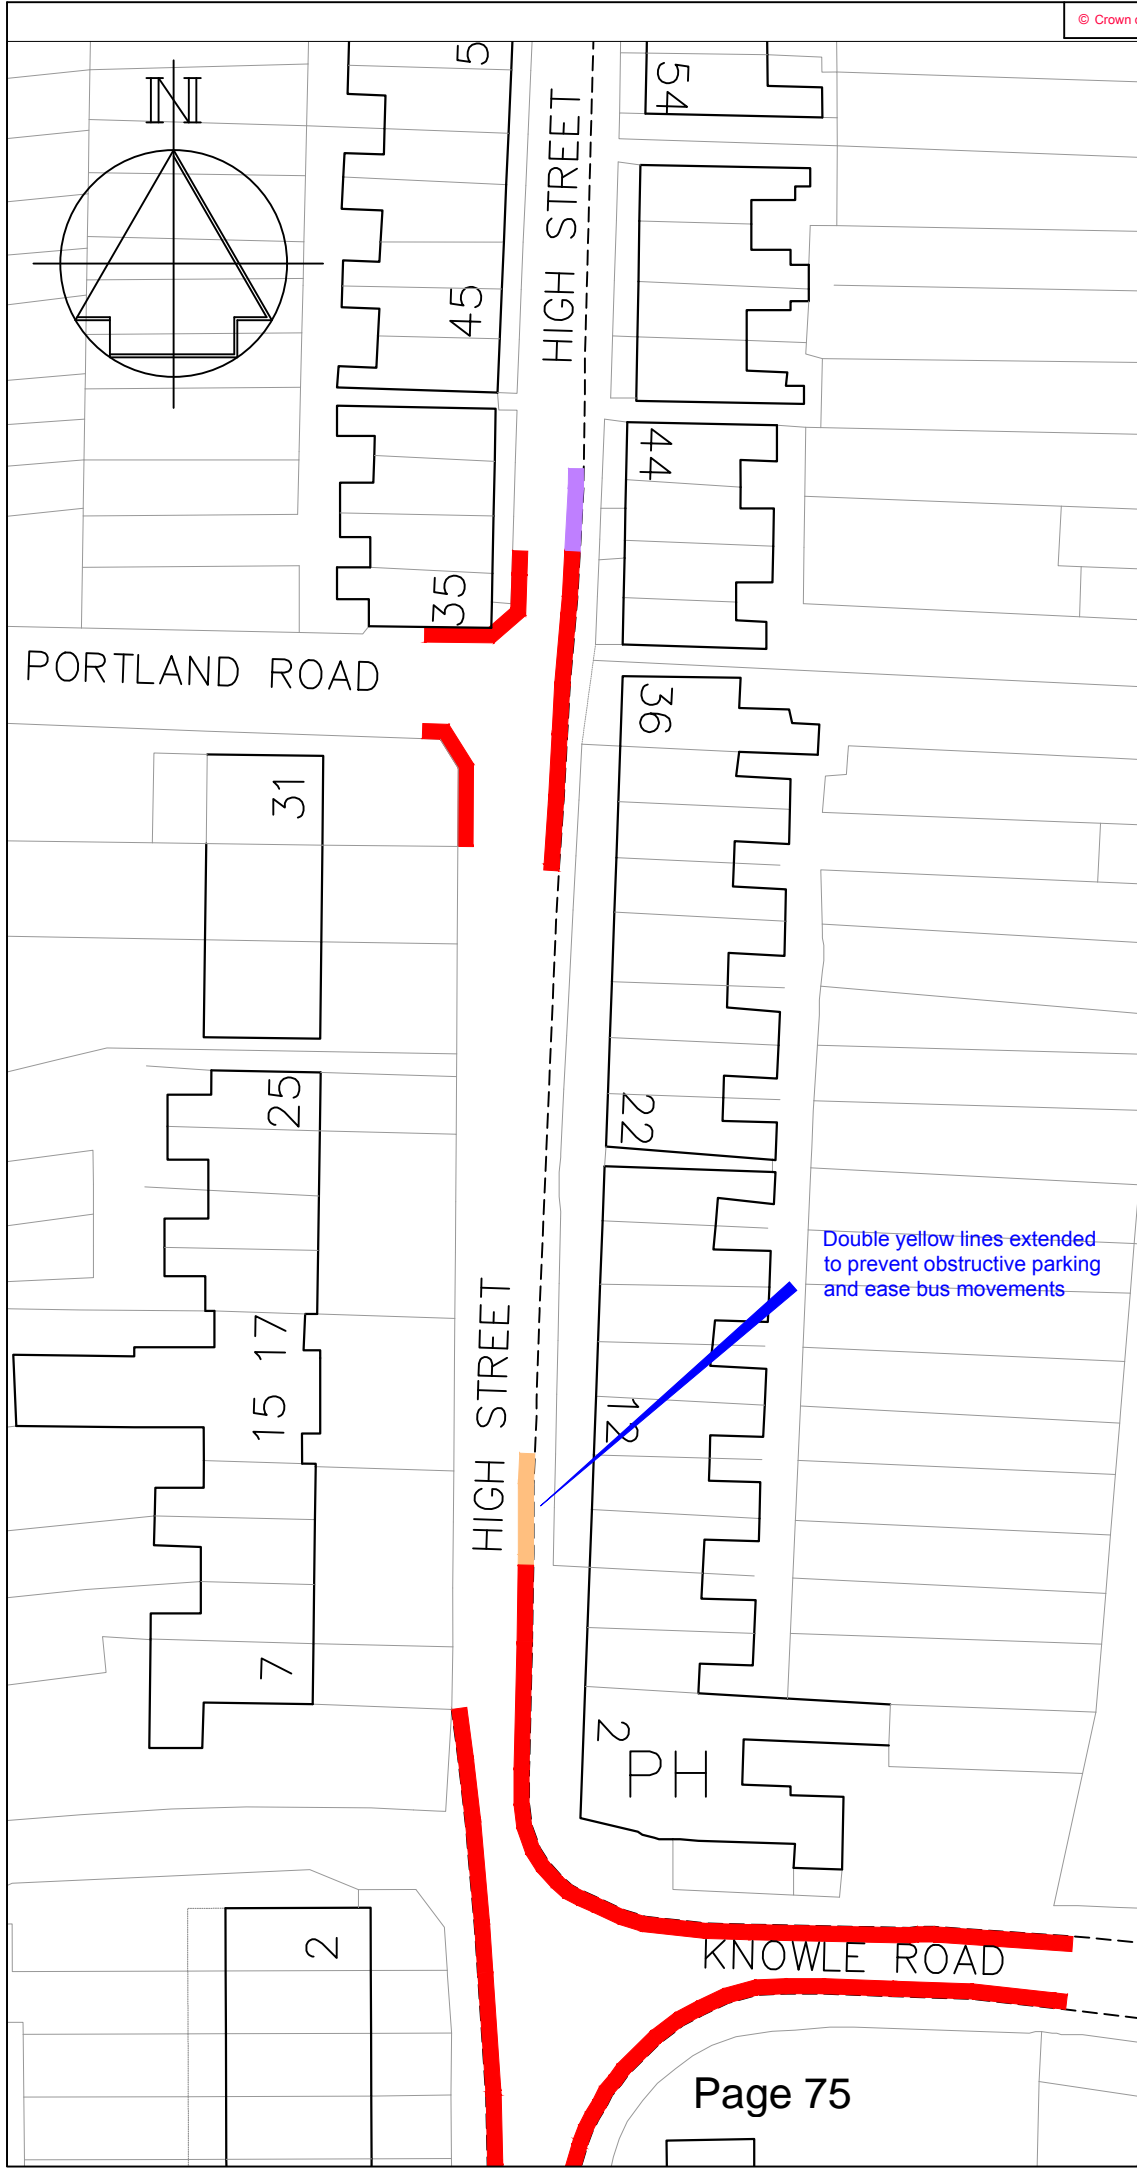 © Crown
N
5
54
HIGH STREET
45
44
35
PORTLAND ROAD
36
31
25
22
Double yellow lines extended
to prevent obstructive parking
and ease bus movements
17
HIGH STREET
15
12
7
2
PH
2
KNOWLE ROAD
Page 75